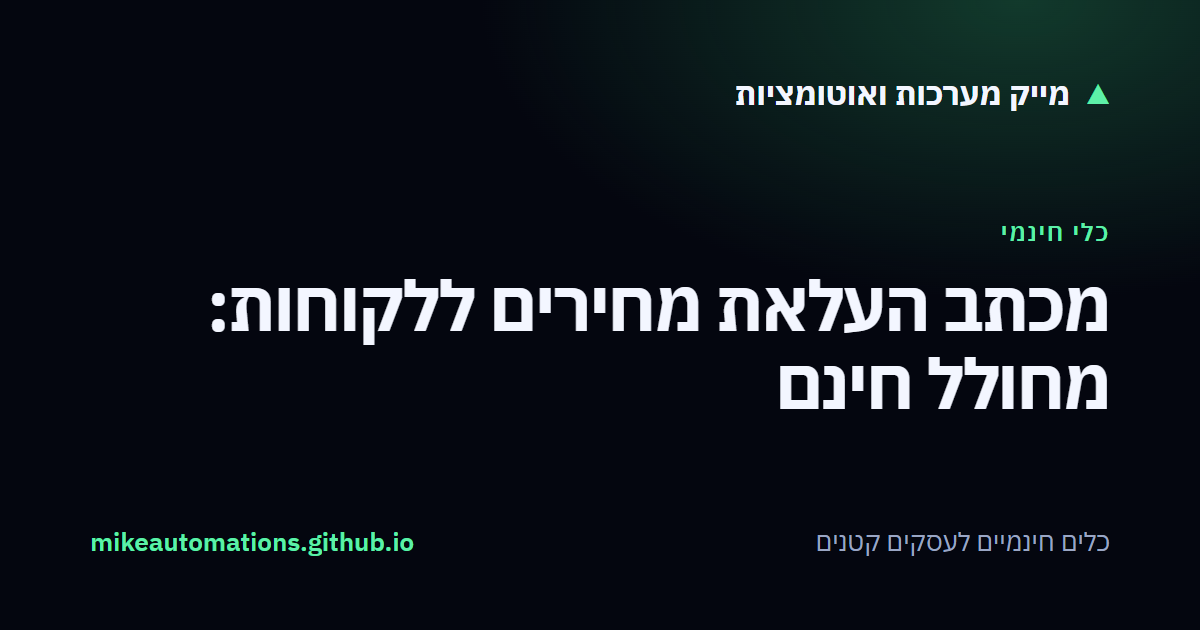 מייק מערכות ואוטומציות
כלי חינמי
מכתב העלאת מחירים ללקוחות:
מחולל חינם
כלים חינמיים לעסקים קטנים
mikeautomations.github.io